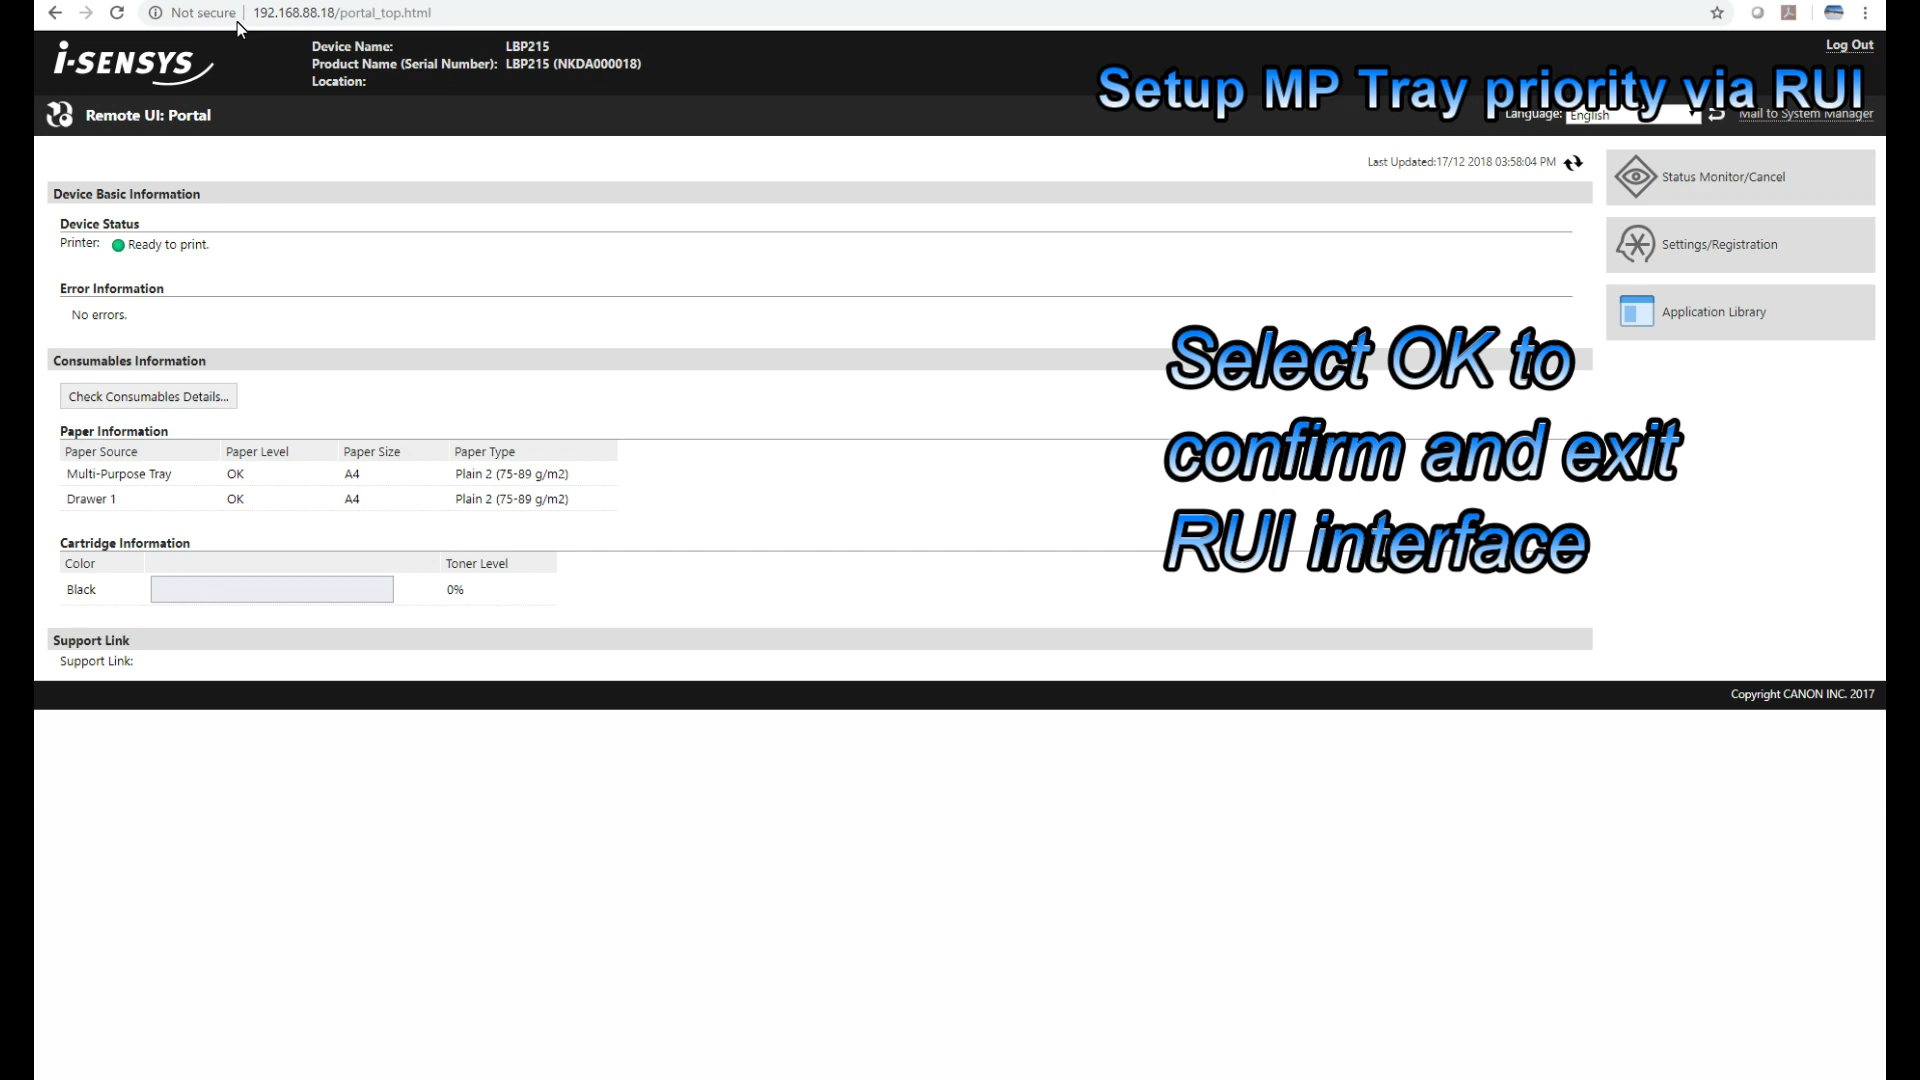 Not secure
192.168.88.18/portal_top.html
i-SENSYS
Device Name: LBP215
Product Name (Serial Number): LBP215 (NKDA000018)
Location:
Log Out
Setup MP Tray priority via RUI
Remote UI: Portal
Language: English
Mail to System Manager
Last Updated:17/12 2018 03:58:04 PM
Status Monitor/Cancel
Settings/Registration
Application Library
Device Basic Information
Device Status
Printer: Ready to print.
Error Information
No errors.
Select OK to
confirm and exit
RUI interface
Consumables Information
Check Consumables Details...
Paper Information
Paper Source Paper Level Paper Size Paper Type
Multi-Purpose Tray OK A4 Plain 2 (75-89 g/m2)
Drawer 1 OK A4 Plain 2 (75-89 g/m2)
Cartridge Information
Color Toner Level
Black 0%
Support Link
Support Link:
Copyright CANON INC. 2017